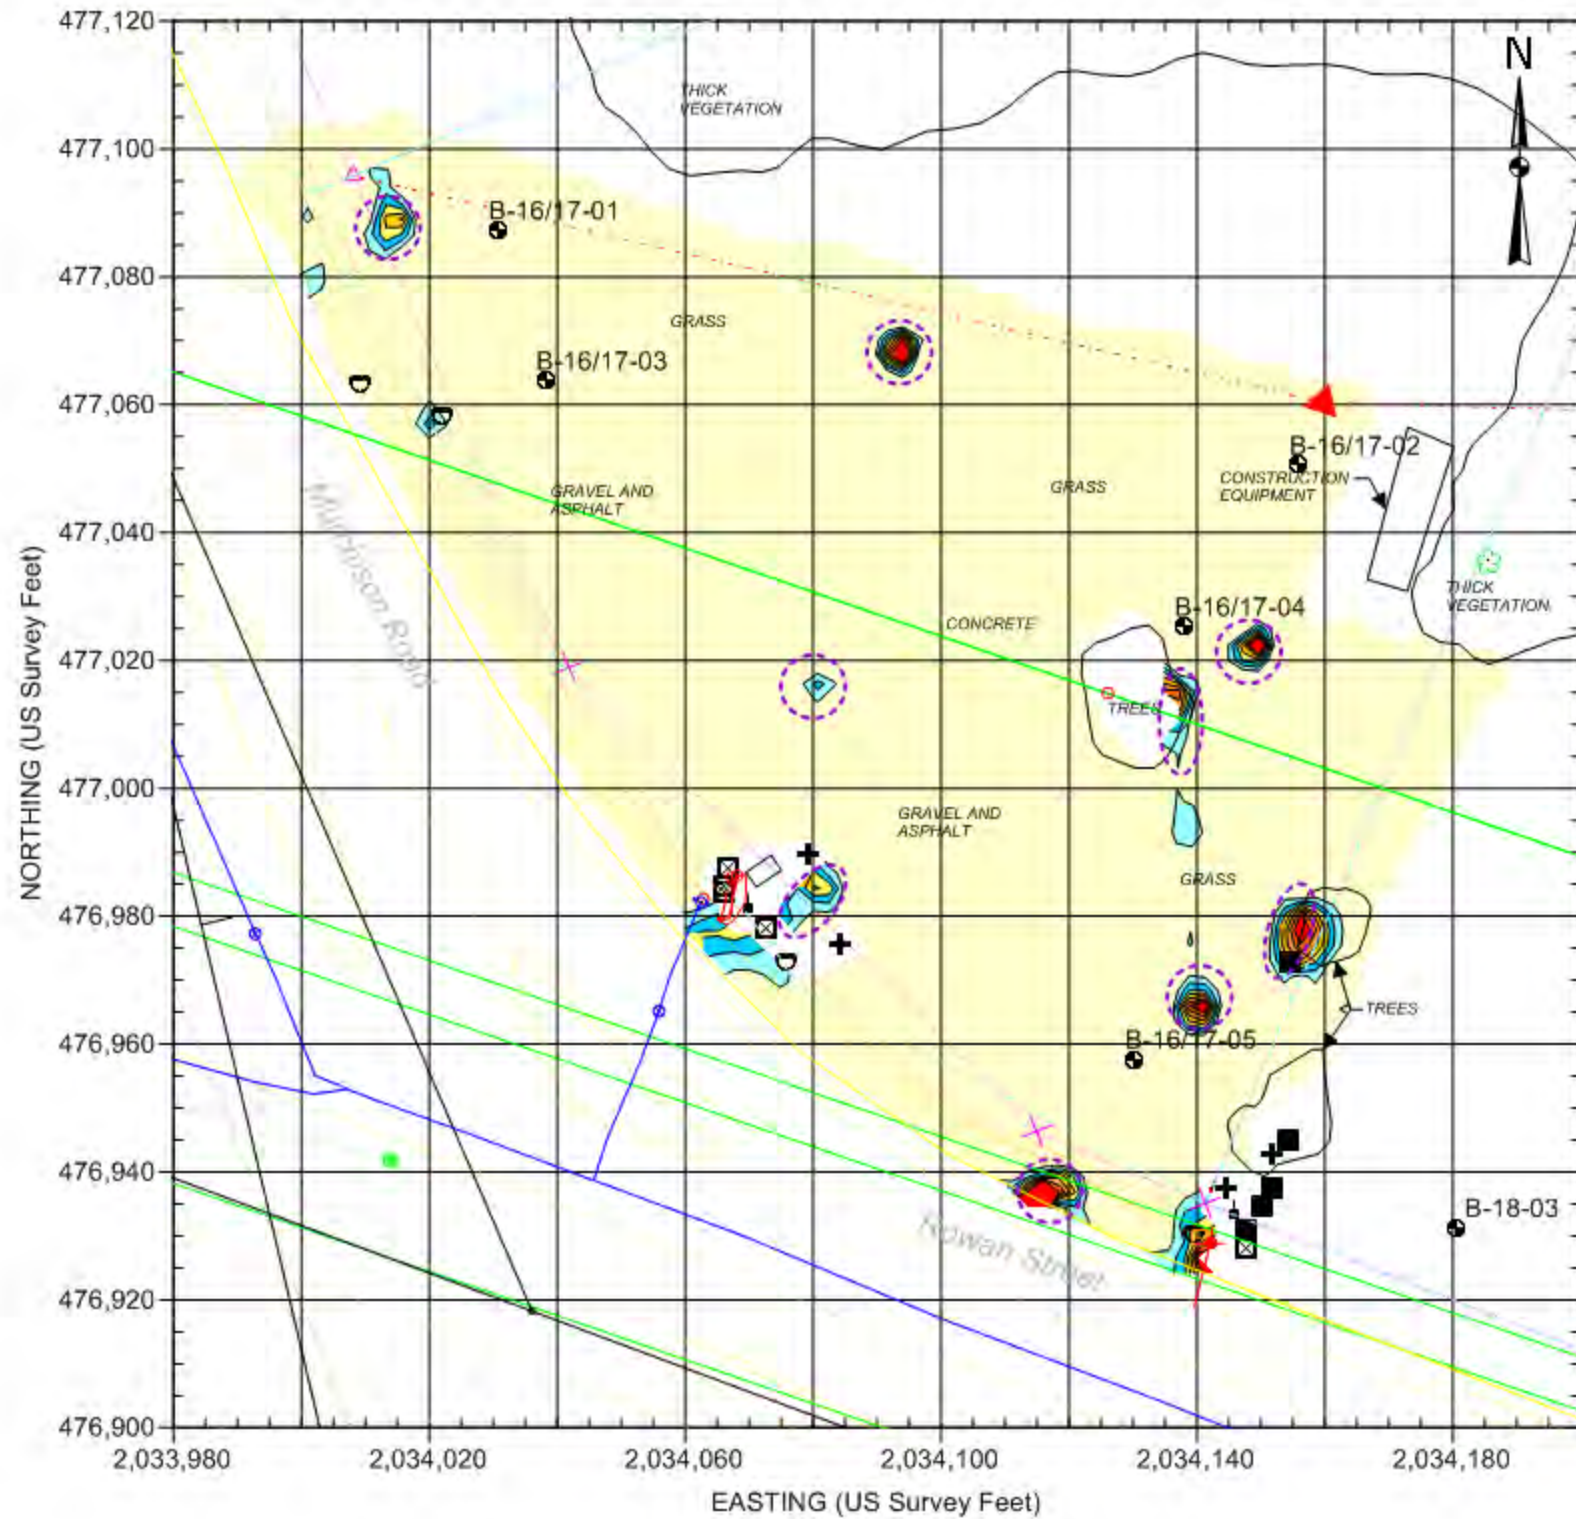 477,120
N
THICK
VEGETATION
477,100
B-16/17-01
477,080
GRASS
B-16/17-03
477,060
B-16/17-02
CONSTRUCTION
EQUIPMENT
GRASS
GRAVEL AND
ASPHALT
477,040
Murchison Road
THICK
VEGETATION
B-16/17-04
CONCRETE
477,020
TREES
477,000
GRAVEL AND
ASPHALT
GRASS
476,980
TREES
476,960
B-16/17-05
476,940
B-18-03
Rowan Street
476,920
476,900
NORTHING (US Survey Feet)
2,033,980
2,034,020
2,034,060
2,034,100
2,034,140
2,034,180
EASTING (US Survey Feet)